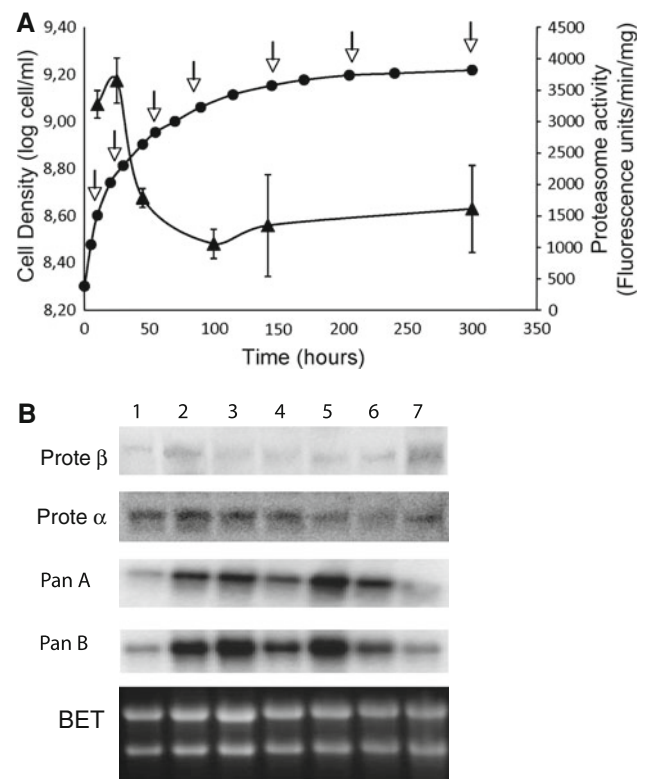 A
Cell Density (log cell/ml)
9,40
9,20
9,00
8,80
8,60
8,40
8,20
0 50 100 150 200 250 300 350
Time (hours)
4500
4000
3500
3000
2500
2000
1500
1000
500
0
Proteasome activity
(Fluorescence units/min/mg)
B
1 2 3 4 5 6 7
Prote β
Prote α
Pan A
Pan B
BET